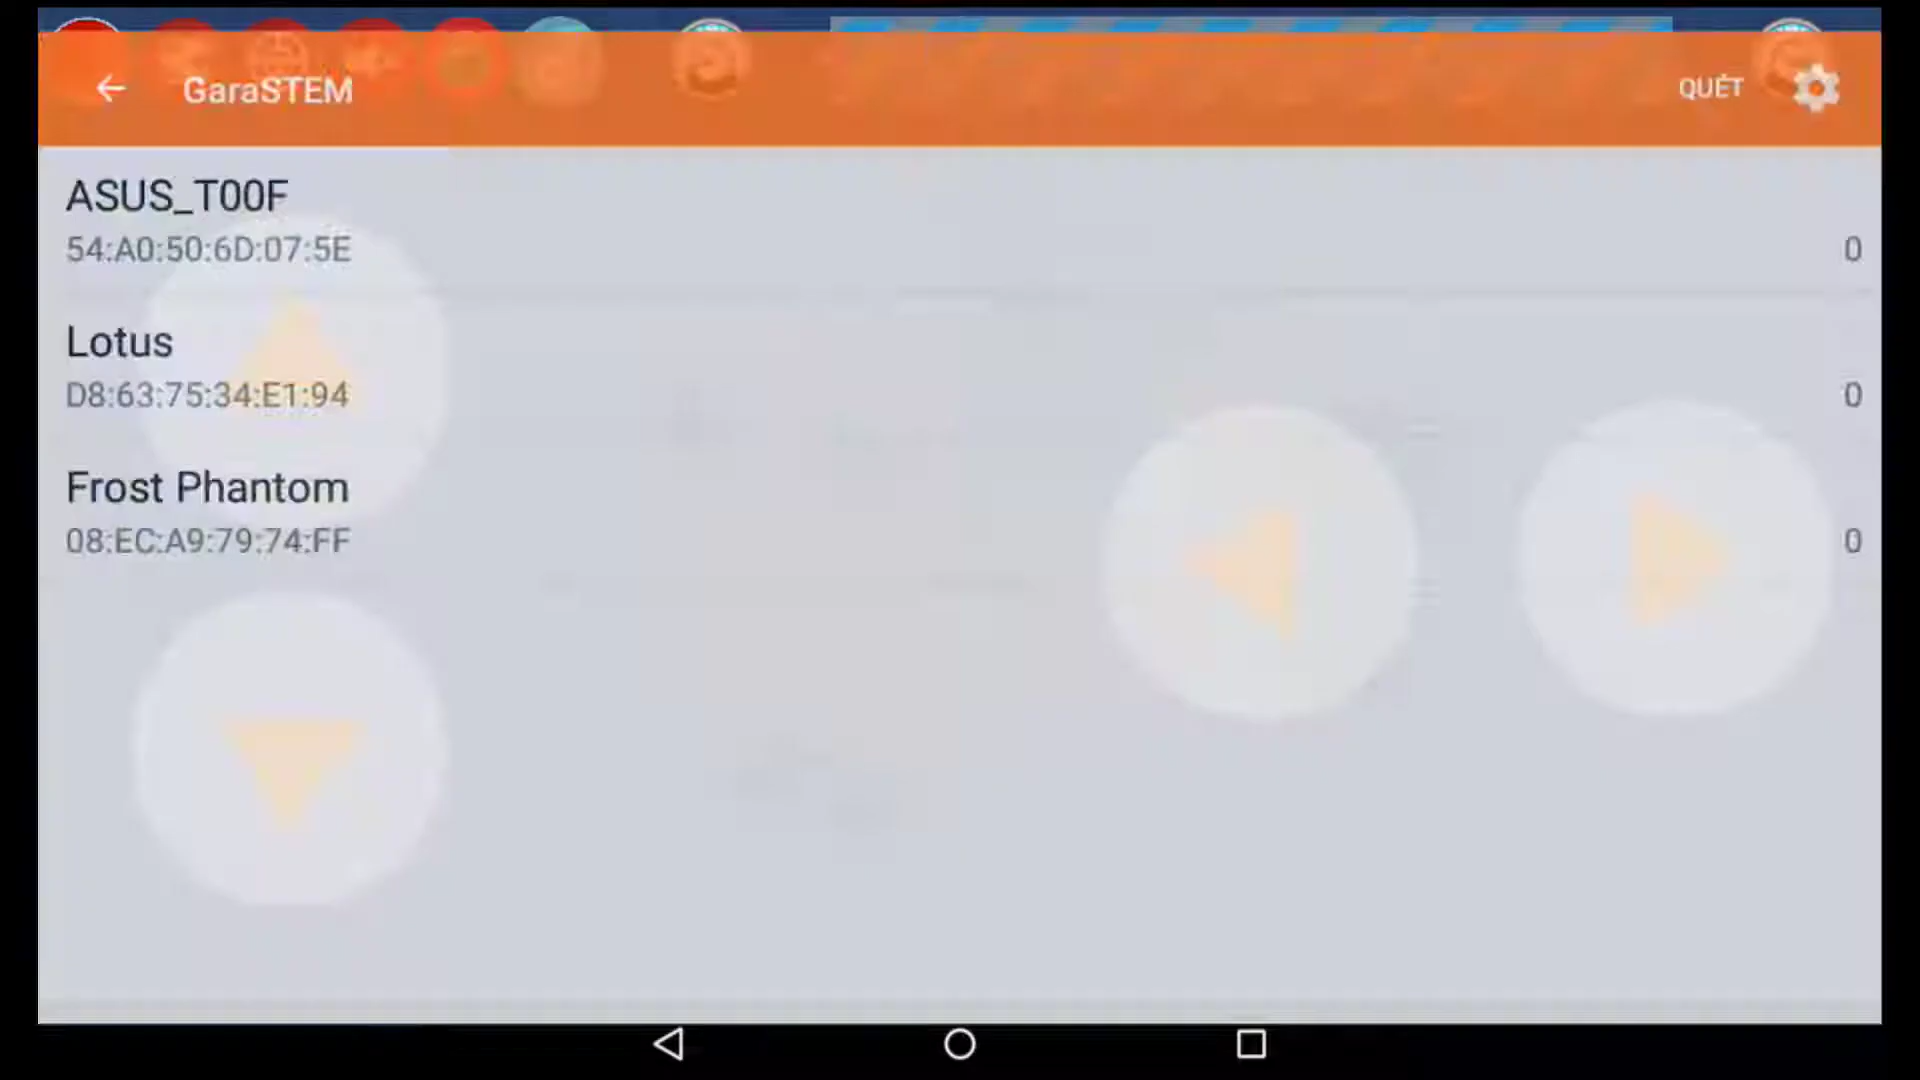 GaraSTEM
QUÉT
ASUS_T00F
54:A0:50:6D:07:5E
0
Lotus
D8:63:75:34:E1:94
0
Frost Phantom
08:EC:A9:79:74:FF
0